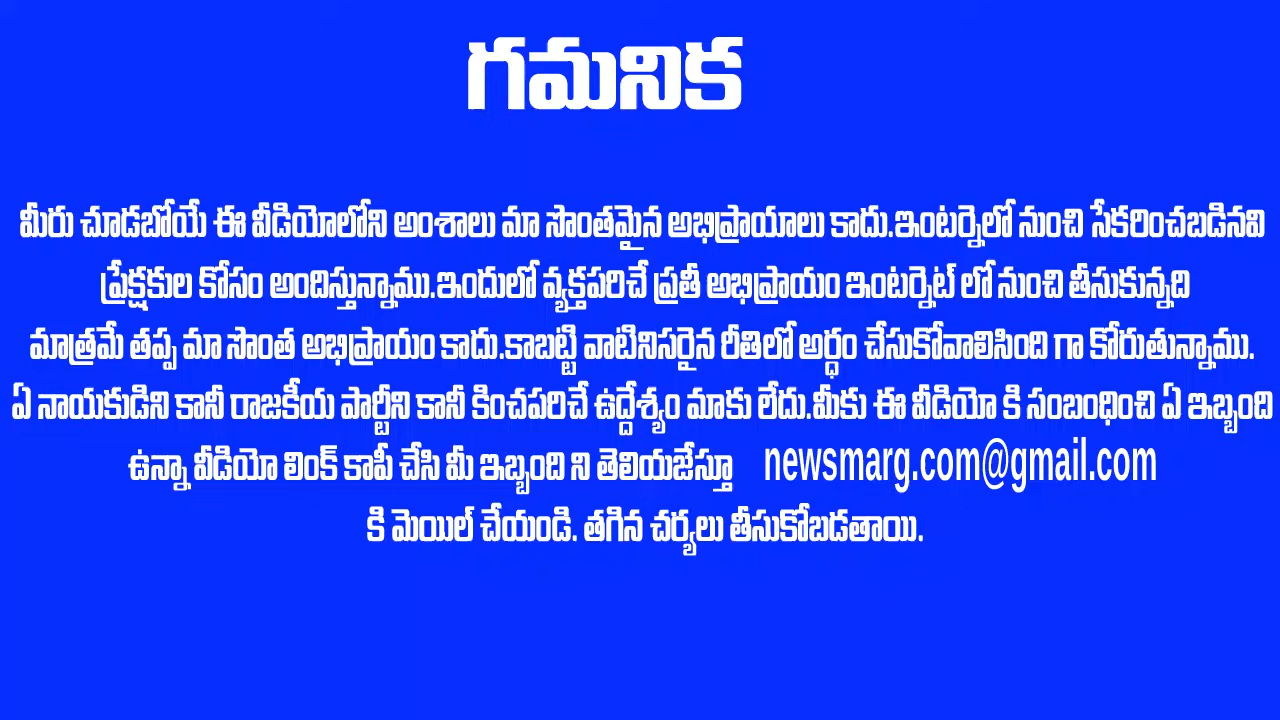 గమనిక
మీరు చూడబోయే ఈ వీడియోలోని అంశాలు మా సొంతమైన అభిప్రాయాలు కాదు.ఇంటర్నెలో నుంచి సేకరించబడినవి
ప్రేక్షకుల కోసం అందిస్తున్నాము.ఇందులో వ్యక్తపరిచే ప్రతీ అభిప్రాయం ఇంటర్నెట్ లో నుంచి తీసుకున్నది
మాత్రమే తప్ప మా సొంత అభిప్రాయం కాదు.కాబట్టి వాటినిసరైన రీతిలో అర్ధం చేసుకోవాలిసింది గా కోరుతున్నాము.
ఏ నాయకుడిని కానీ రాజకీయ పార్టీని కానీ కించపరిచే ఉద్దేశ్యం మాకు లేదు.మీకు ఈ వీడియో కి సంబంధించి ఏ ఇబ్బంది
ఉన్నా వీడియో లింక్ కాపీ చేసి మీ ఇబ్బంది ని తెలియజేస్తూ newsmarg.com@gmail.com
కి మెయిల్ చేయండి. తగిన చర్యలు తీసుకోబడతాయి.